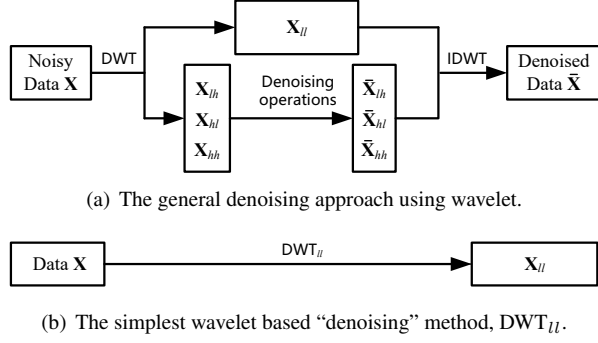 X_ll
Noisy Data X
DWT
X_lh
X_hl
X_hh
Denoising operations
X̄_lh
X̄_hl
X̄_hh
IDWT
Denoised Data X̄
(a) The general denoising approach using wavelet.
Data X
DWT_ll
X_ll
(b) The simplest wavelet based “denoising” method, DWT_ll.